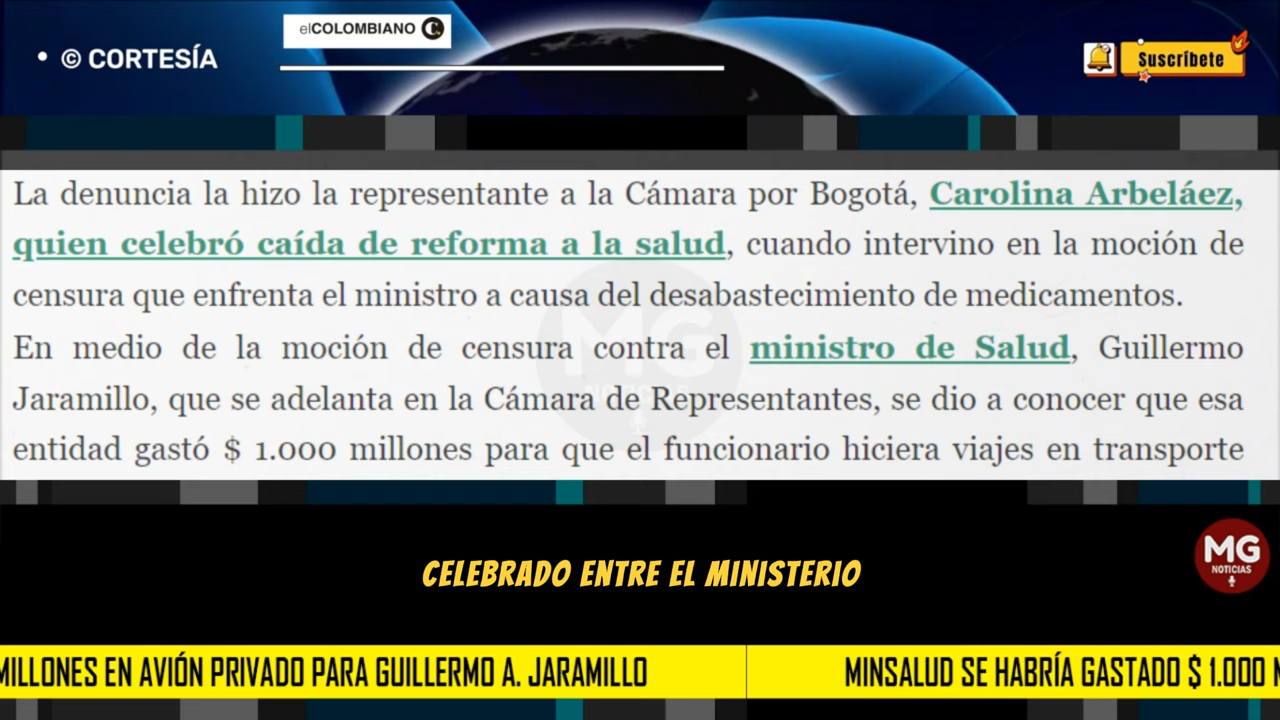 elCOLOMBIANO C
• © CORTESÍA
Suscríbete
La denuncia la hizo la representante a la Cámara por Bogotá, Carolina Arbeláez,
quien celebró caída de reforma a la salud, cuando intervino en la moción de
censura que enfrenta el ministro a causa del desabastecimiento de medicamentos.
En medio de la moción de censura contra el ministro de Salud, Guillermo
Jaramillo, que se adelanta en la Cámara de Representantes, se dio a conocer que esa
entidad gastó $ 1.000 millones para que el funcionario hiciera viajes en transporte
MG
NOTICIAS
CELEBRADO ENTRE EL MINISTERIO
MG
NOTICIAS
MILLONES EN AVIÓN PRIVADO PARA GUILLERMO A. JARAMILLO
MINSALUD SE HABRÍA GASTADO $ 1.000